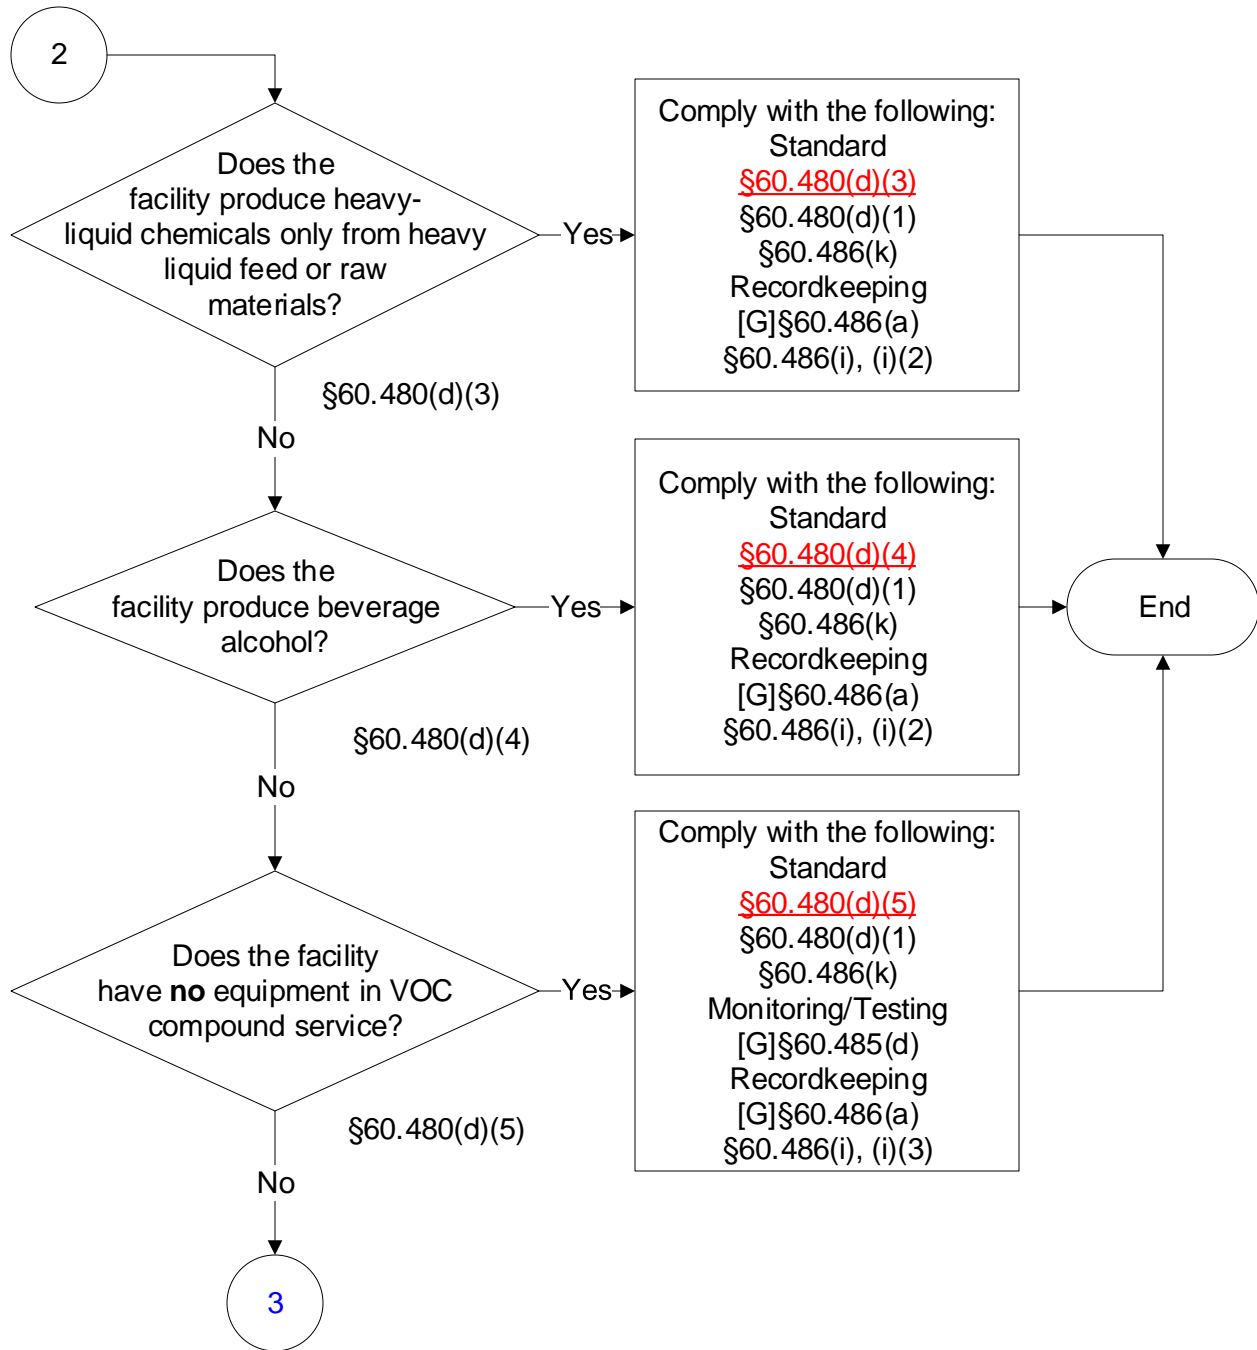 2
Does the
facility produce heavy-
liquid chemicals only from heavy
liquid feed or raw
materials?
Yes
Comply with the following:
Standard
§60.480(d)(3)
§60.480(d)(1)
§60.486(k)
Recordkeeping
[G]§60.486(a)
§60.486(i), (i)(2)
§60.480(d)(3)
No
Does the
facility produce beverage
alcohol?
Yes
Comply with the following:
Standard
§60.480(d)(4)
§60.480(d)(1)
§60.486(k)
Recordkeeping
[G]§60.486(a)
§60.486(i), (i)(2)
End
§60.480(d)(4)
No
Does the facility
have no equipment in VOC
compound service?
Yes
Comply with the following:
Standard
§60.480(d)(5)
§60.480(d)(1)
§60.486(k)
Monitoring/Testing
[G]§60.485(d)
Recordkeeping
[G]§60.486(a)
§60.486(i), (i)(3)
§60.480(d)(5)
No
3